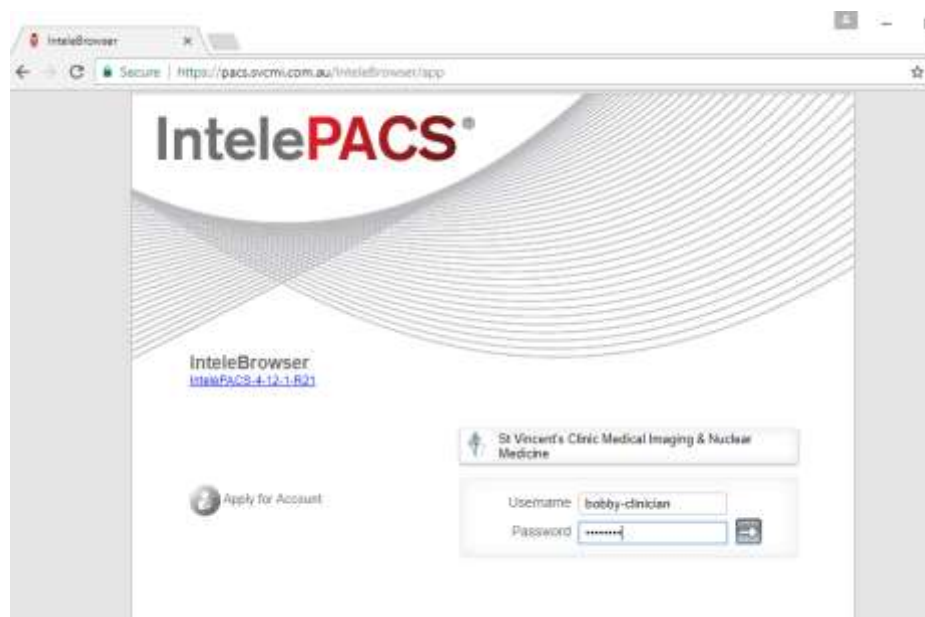 InteleBrowser
Secure | https://pacs.svcmi.com.au/InteleBrowser/app
IntelePACS®
InteleBrowser
IntelePACS-4-12-1-R21
St Vincent's Clinic Medical Imaging & Nuclear
Medicine
Apply for Account
Username bobby-clinician
Password ••••••••